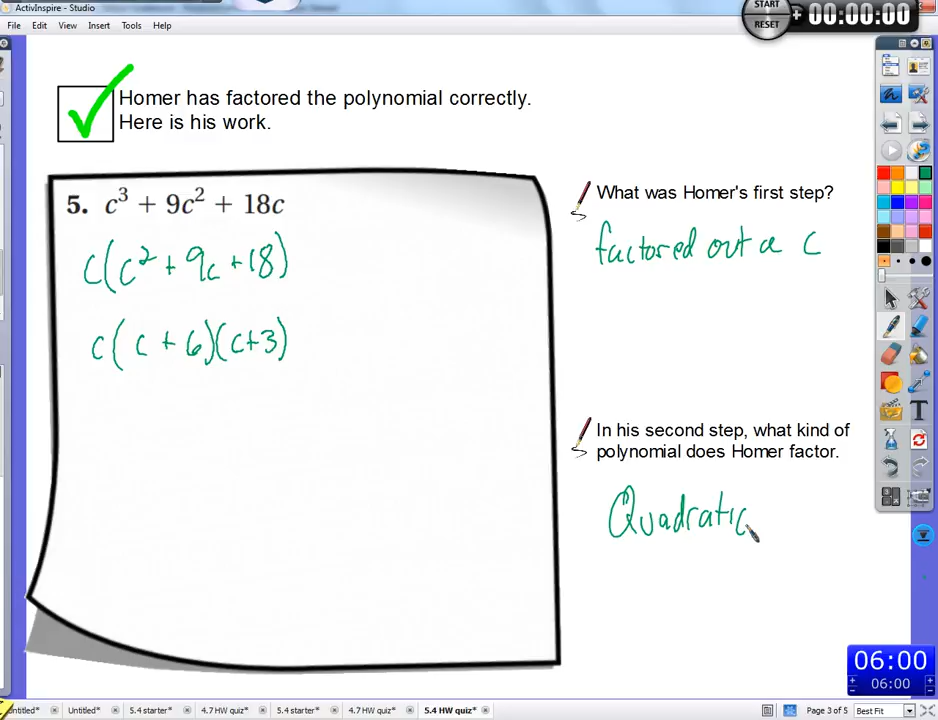 ActivInspire - Studio
START
RESET
+ 00:00:00
File Edit View Insert Tools Help
Homer has factored the polynomial correctly.
Here is his work.
5. c³ + 9c² + 18c
c(c² + 9c + 18)
c(c + 6)(c+3)
What was Homer's first step?
factored out a c
In his second step, what kind of
polynomial does Homer factor.
Quadratic
06:00
06:00
ntitled* Untitled* 5.4 starter* 4.7 HW quiz* 5.4 starter* 4.7 HW quiz* 5.4 HW quiz* Page 3 of 5 Best Fit